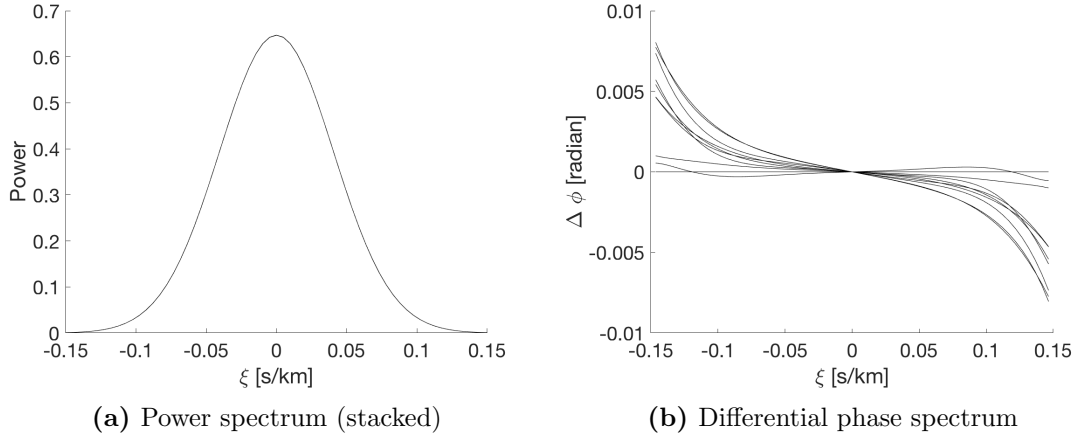 0.7
0.6
0.5
0.4
0.3
0.2
0.1
0
Power
-0.15 -0.1 -0.05 0 0.05 0.1 0.15
ξ [s/km]
(a) Power spectrum (stacked)
0.01
0.005
0
-0.005
-0.01
Δ ϕ [radian]
-0.15 -0.1 -0.05 0 0.05 0.1 0.15
ξ [s/km]
(b) Differential phase spectrum